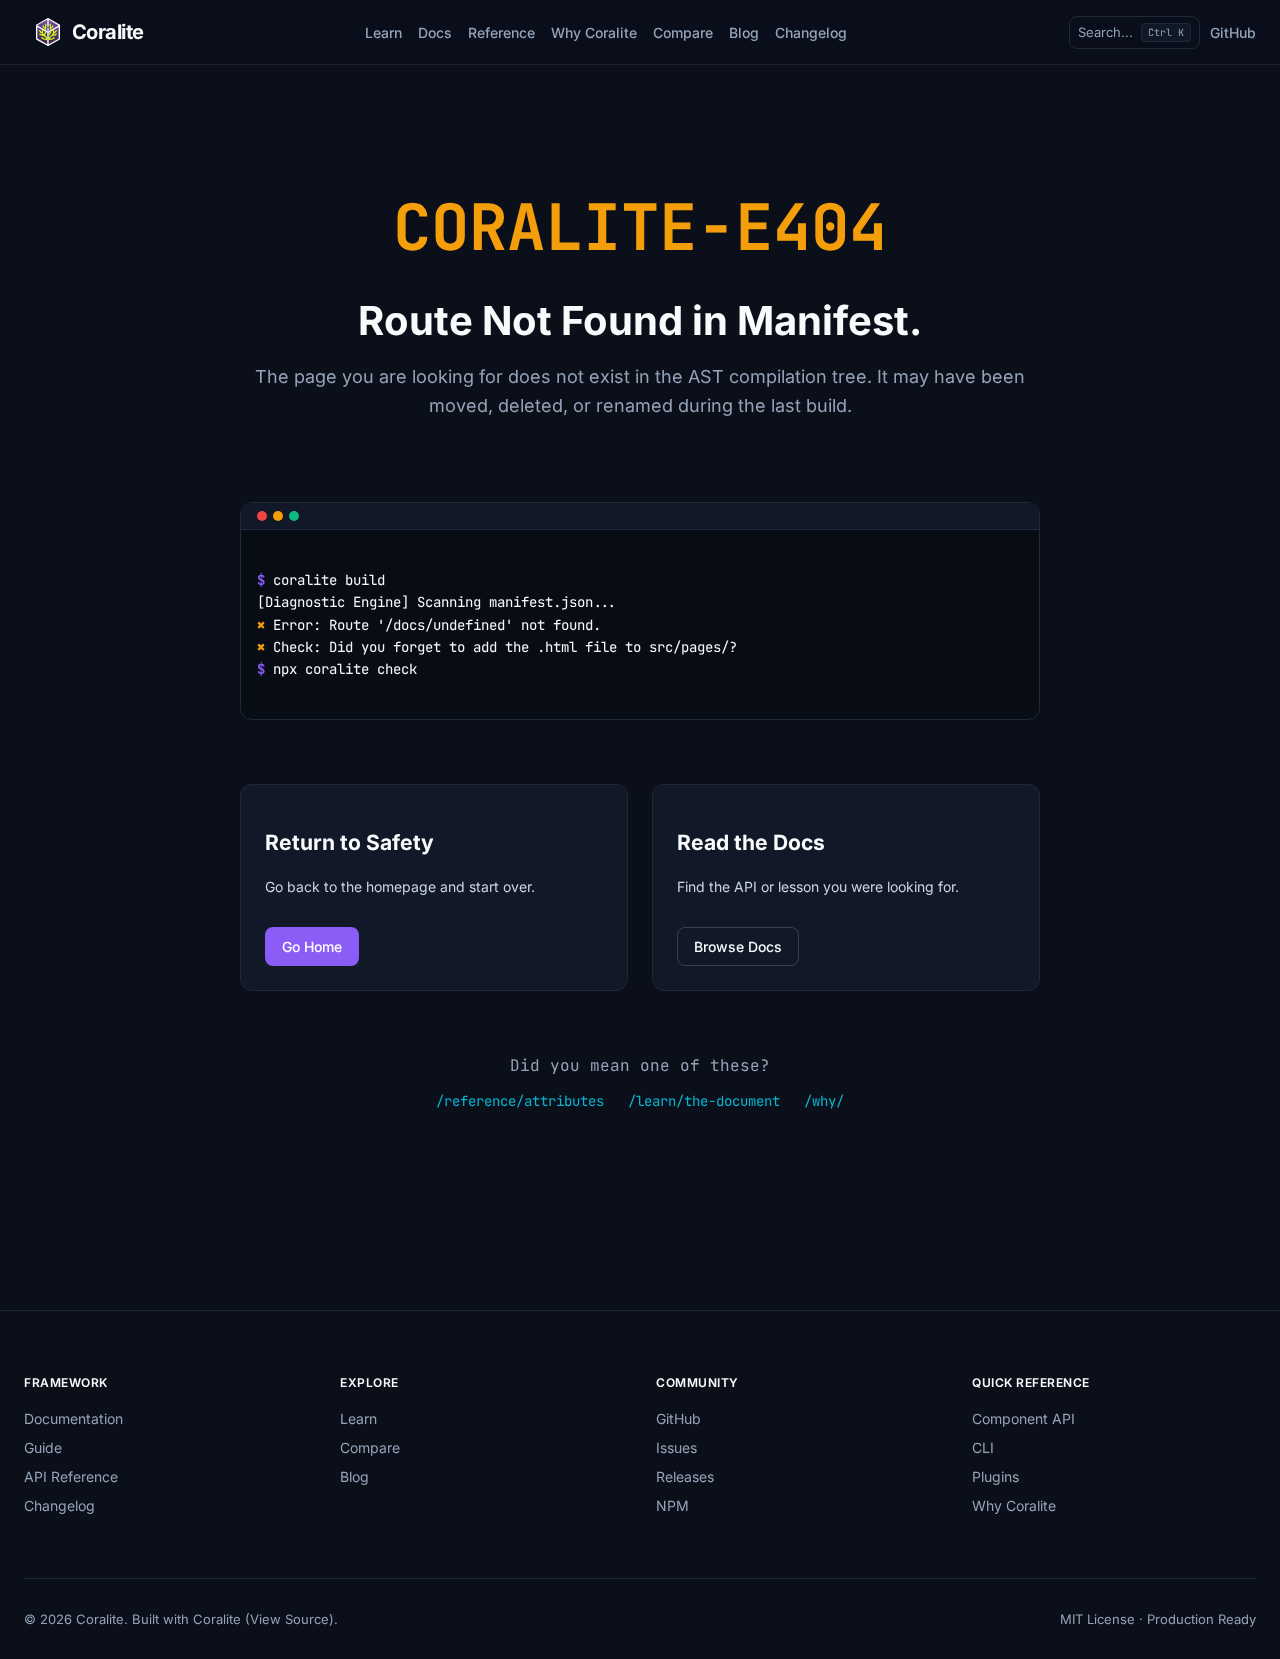 Coralite
Learn Docs Reference Why Coralite Compare Blog Changelog
Search... Ctrl K GitHub
CORALITE-E404
Route Not Found in Manifest.
The page you are looking for does not exist in the AST compilation tree. It may have been
moved, deleted, or renamed during the last build.
$ coralite build
[Diagnostic Engine] Scanning manifest.json...
✖ Error: Route '/docs/undefined' not found.
✖ Check: Did you forget to add the .html file to src/pages/?
$ npx coralite check
Return to Safety
Go back to the homepage and start over.
Go Home
Read the Docs
Find the API or lesson you were looking for.
Browse Docs
Did you mean one of these?
/reference/attributes /learn/the-document /why/
FRAMEWORK
Documentation
Guide
API Reference
Changelog
EXPLORE
Learn
Compare
Blog
COMMUNITY
GitHub
Issues
Releases
NPM
QUICK REFERENCE
Component API
CLI
Plugins
Why Coralite
© 2026 Coralite. Built with Coralite (View Source).
MIT License · Production Ready